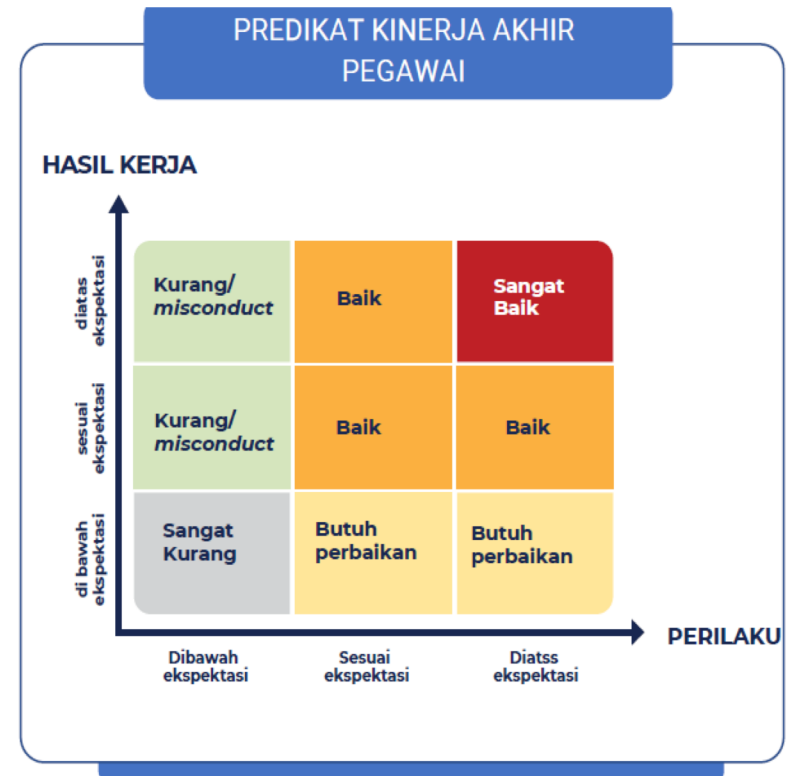 PREDIKAT KINERJA AKHIR
PEGAWAI
HASIL KERJA
diatas
ekspektasi
Kurang/
misconduct
Baik
Sangat
Baik
sesuai
ekspektasi
Kurang/
misconduct
Baik
Baik
di bawah
ekspektasi
Sangat
Kurang
Butuh
perbaikan
Butuh
perbaikan
PERILAKU
Dibawah
ekspektasi
Sesuai
ekspektasi
Diatss
ekspektasi